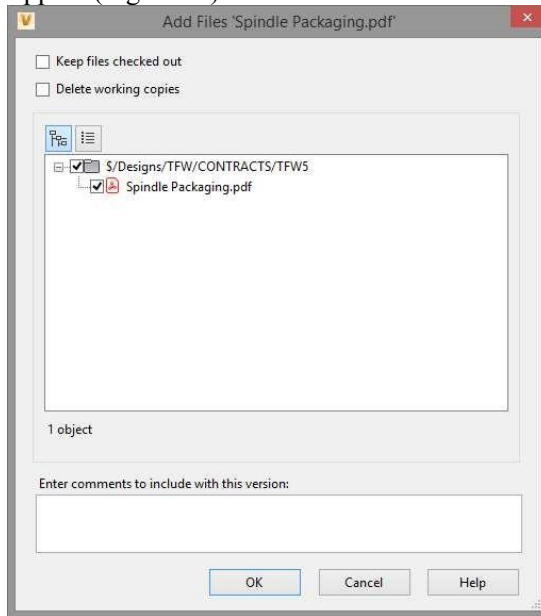 Add Files 'Spindle Packaging.pdf'
Keep files checked out
Delete working copies
$/Designs/TFW/CONTRACTS/TFW5
Spindle Packaging.pdf
1 object
Enter comments to include with this version:
OK Cancel Help